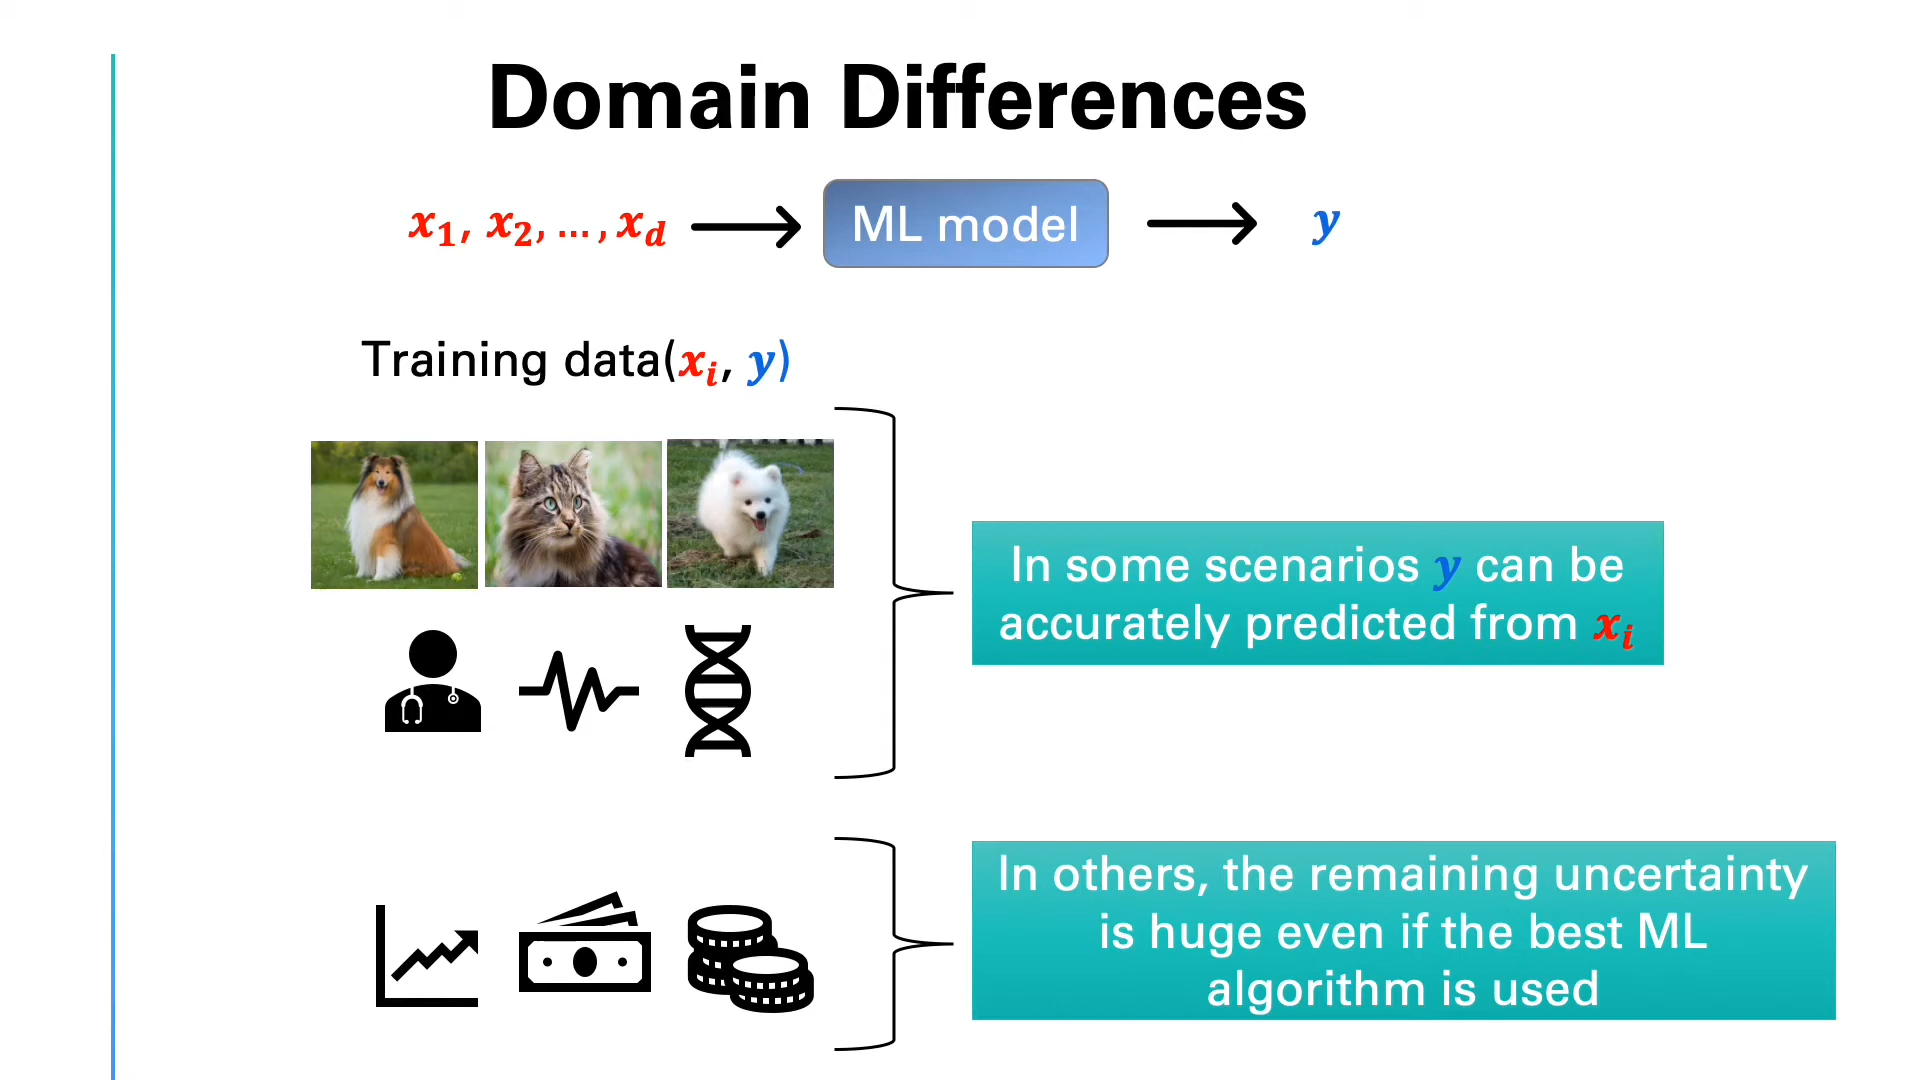 Domain Differences
x₁, x₂, ... , x_d → ML model → y
Training data(xᵢ, y)
In some scenarios y can be
accurately predicted from xᵢ
In others, the remaining uncertainty
is huge even if the best ML
algorithm is used